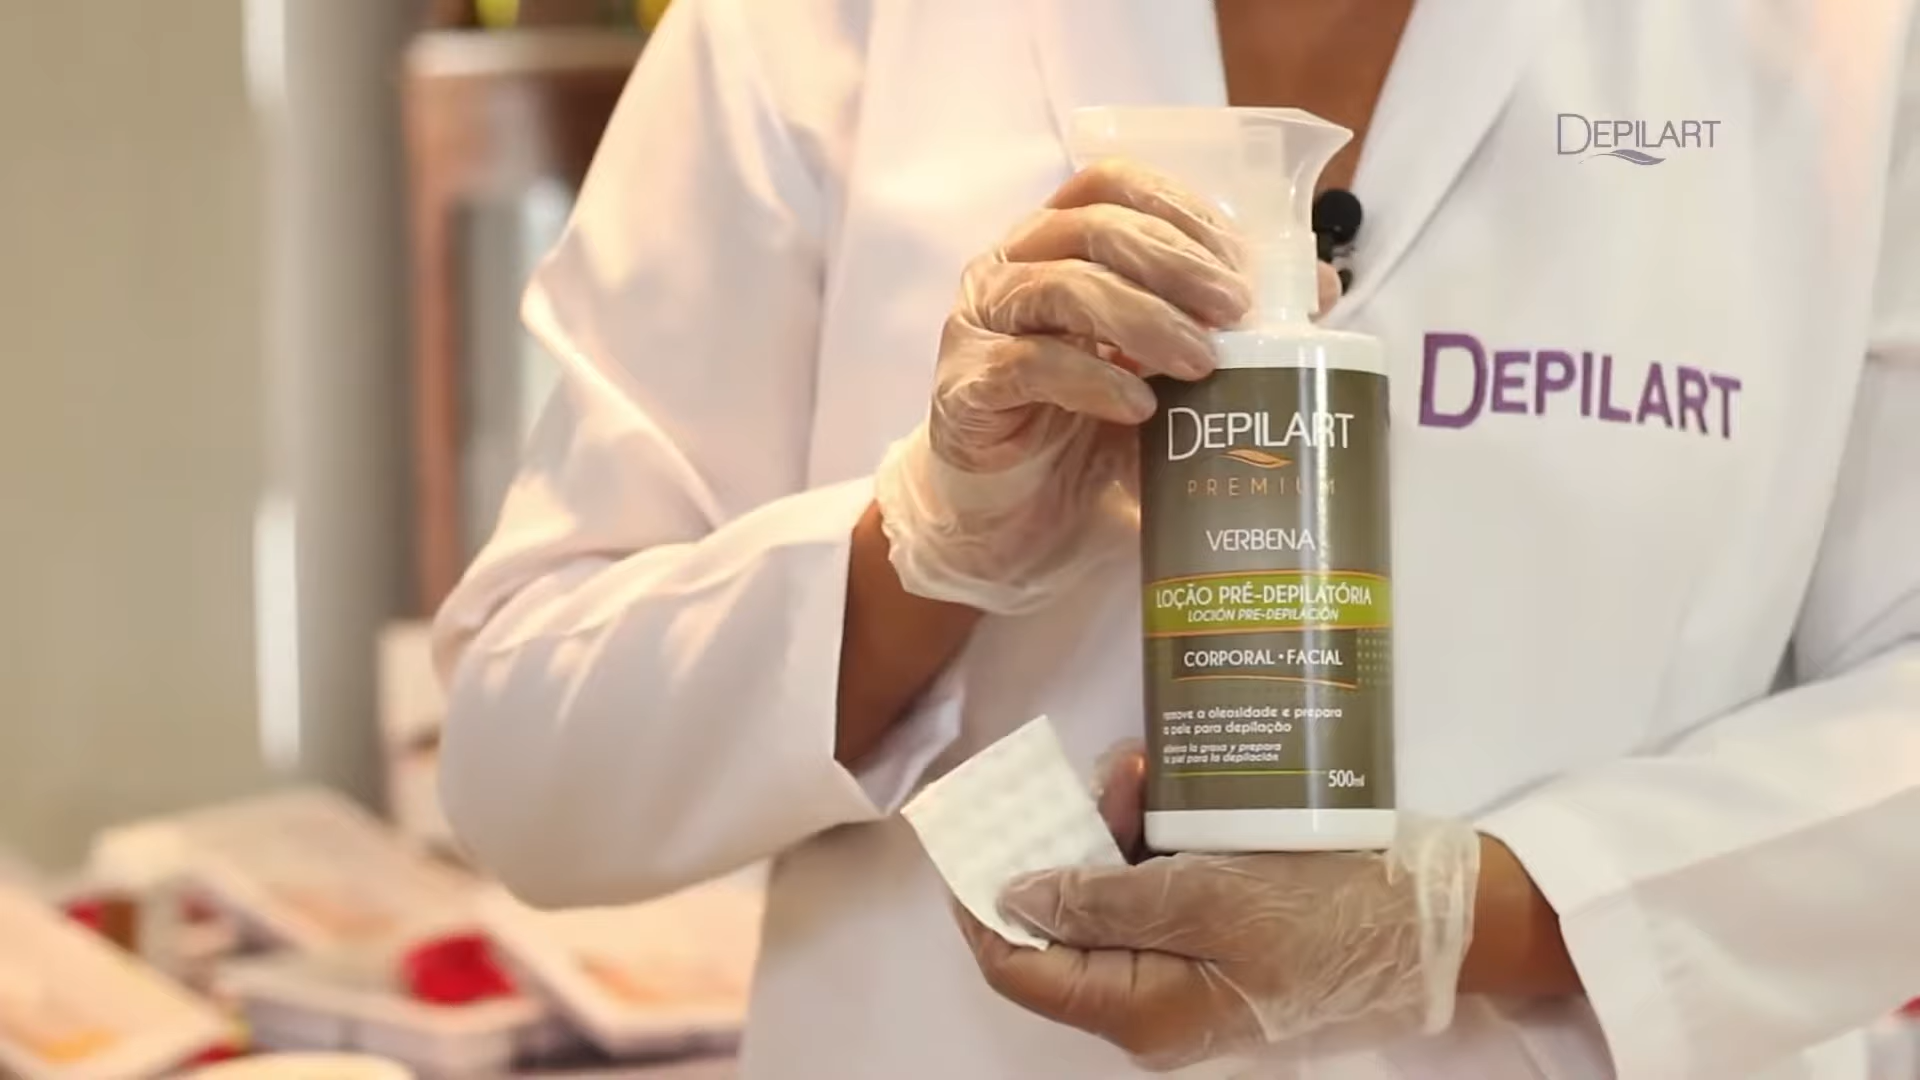 DEPILART
DEPILART
DEPILART
PREMIUM
VERBENA
LOÇÃO PRÉ-DEPILATÓRIA
LOCIÓN PRE-DEPILACIÓN
CORPORAL • FACIAL
remove a oleosidade e prepara
a pele para depilação
elimina la grasa y prepara
la piel para la depilación
500ml